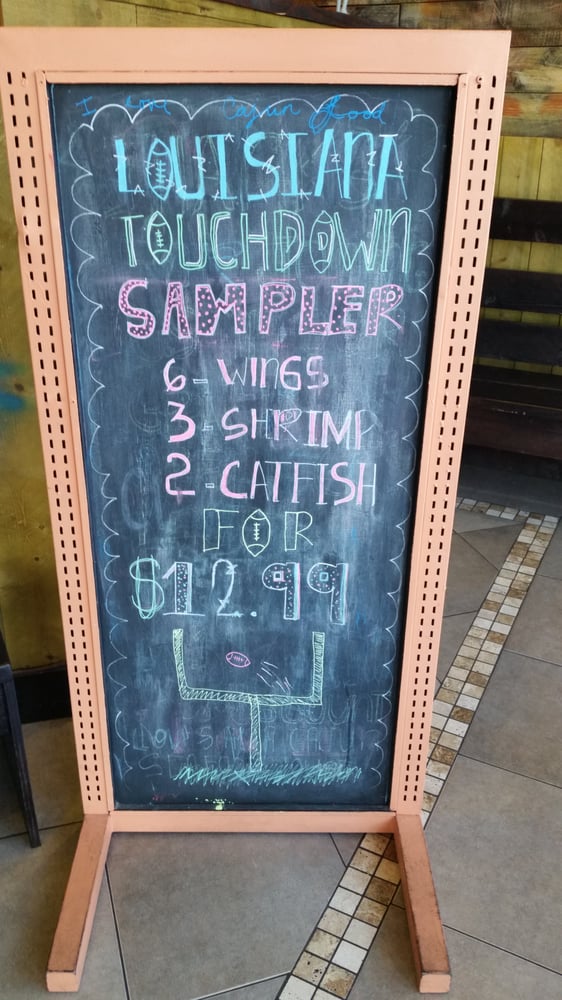 I love Cajun food
LOUISIANA
TOUCHDOWN
SAMPLER
6-WINGS
3-SHRIMP
2-CATFISH
FOR
$12.99